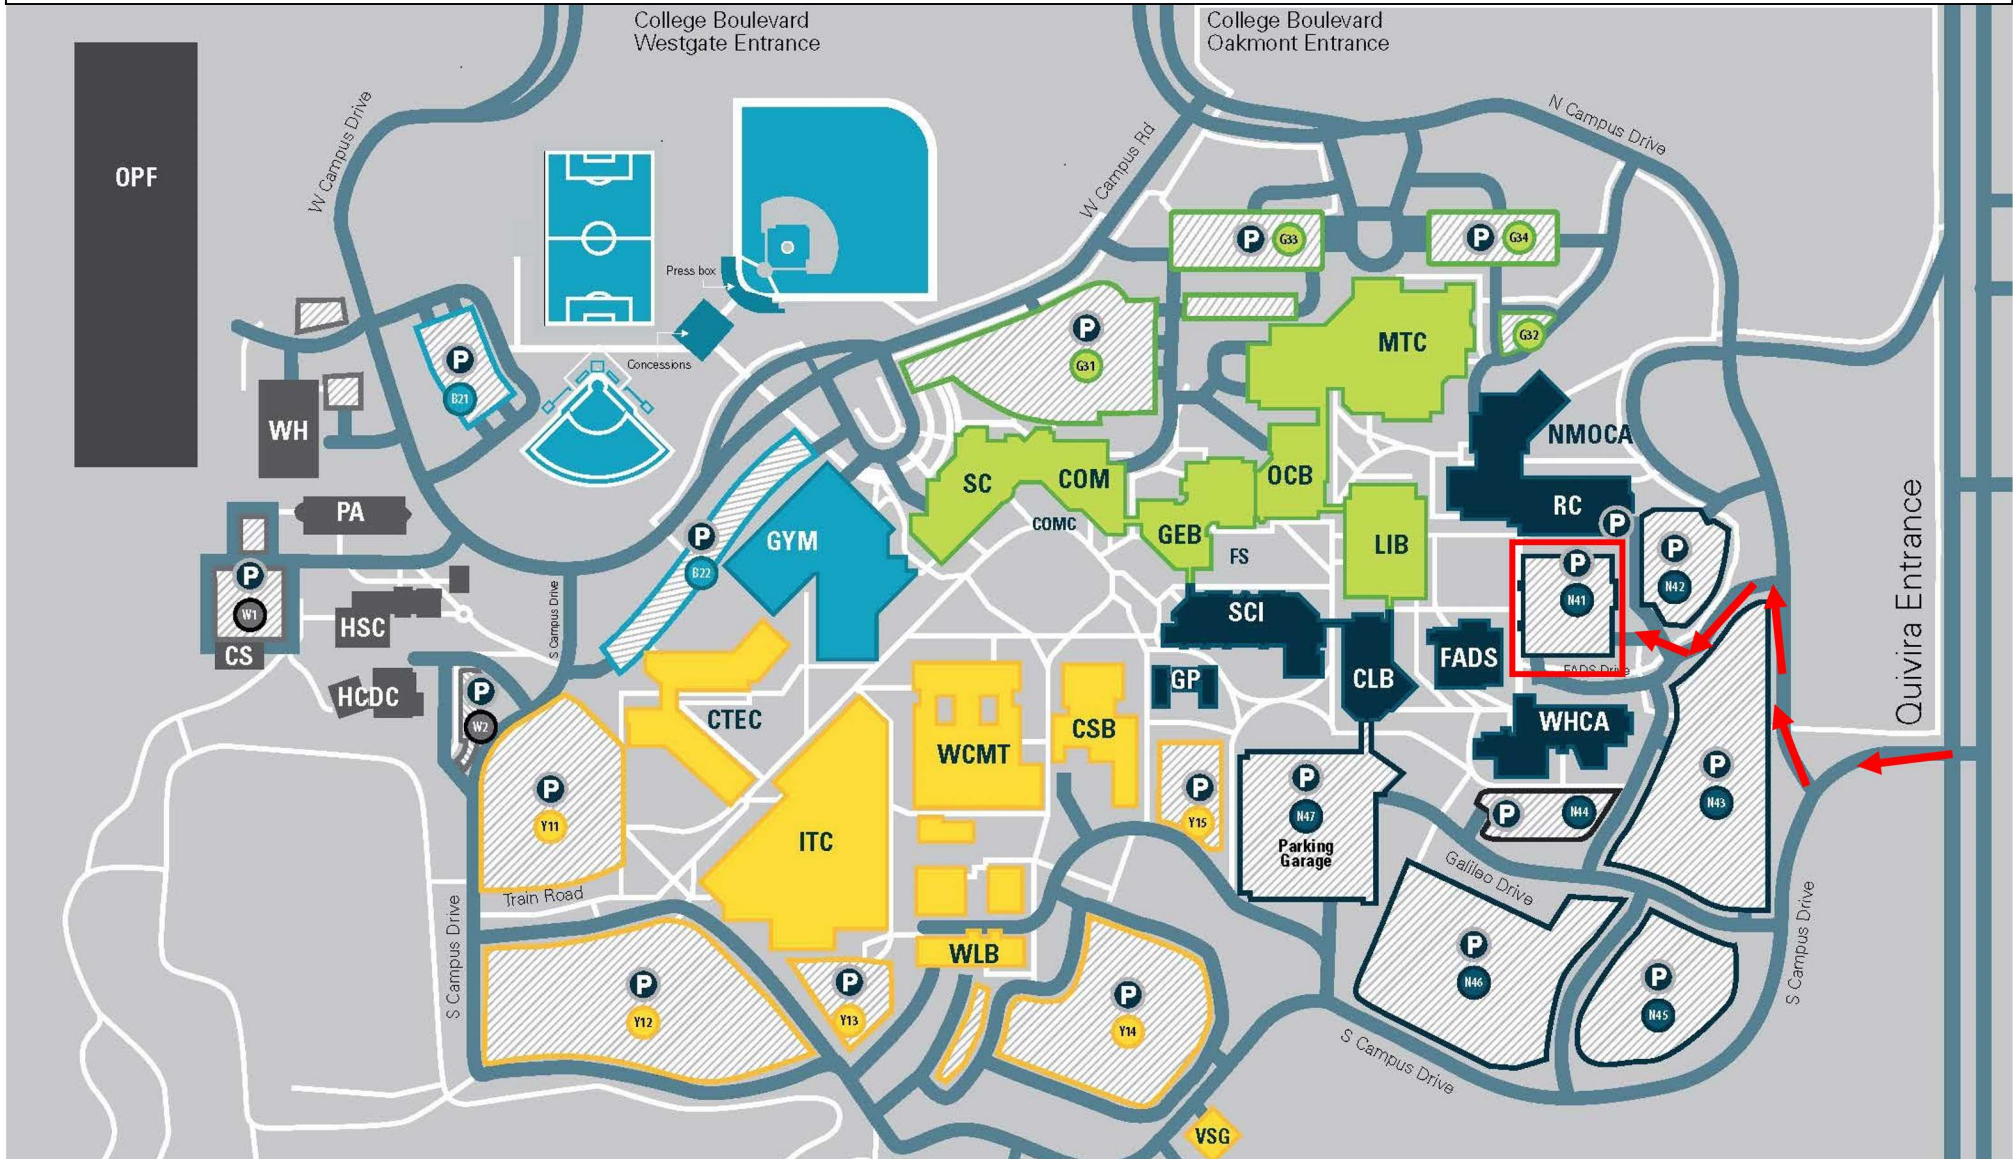 College Boulevard
Westgate Entrance
College Boulevard
Oakmont Entrance
W Campus Drive
N Campus Drive
W Campus Rd
OPF
P G33
P G34
Press box
Concessions
P
G31
G32
MTC
P
B21
WH
NMOCA
SC
COM
OCB
RC
P
PA
COMC
GEB
FS
LIB
GYM
P
B22
P
W1
CS
HSC
HCDC
S Campus Drive
P
N41
P
N42
Quivira Entrance
SCI
FADS
FADS Drive
GP
CLB
P
W2
CTEC
WCMT
CSB
WHCA
P
Y11
ITC
P
Y15
P
N47
Parking
Garage
P N44
P
N43
Galileo Drive
Train Road
S Campus Drive
WLB
P
Y12
P
Y13
P
Y14
P
N46
P
N45
S Campus Drive
S Campus Drive
VSG